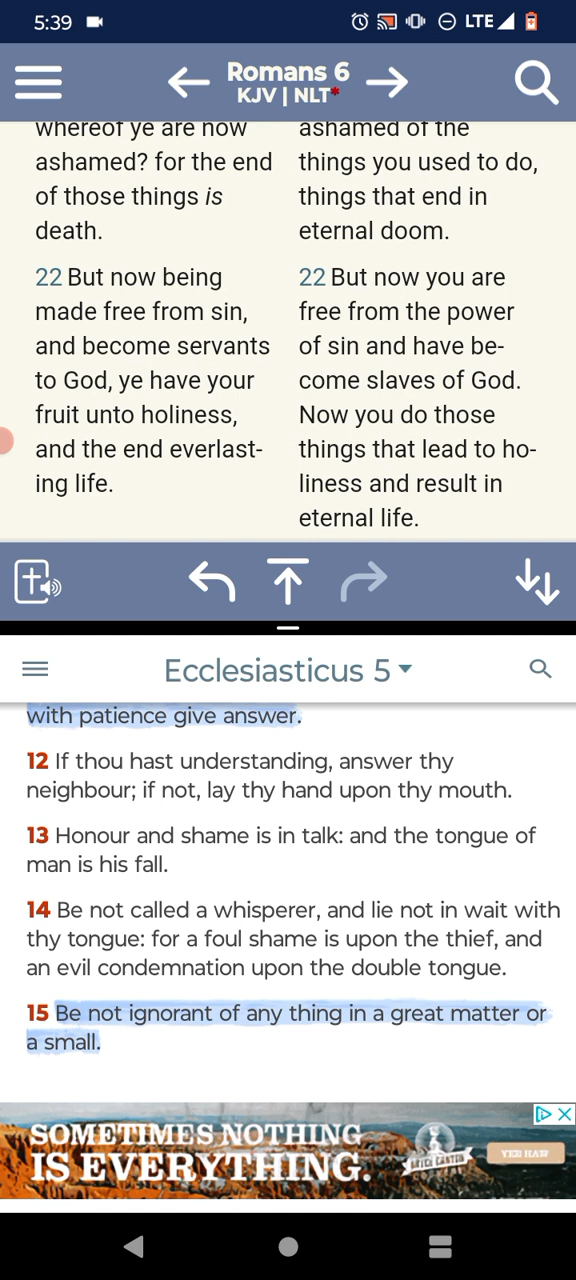 5:39
LTE
Romans 6
KJV | NLT*
whereof ye are now
ashamed? for the end
of those things is
death.
22 But now being
made free from sin,
and become servants
to God, ye have your
fruit unto holiness,
and the end everlast-
ing life.
ashamed of the
things you used to do,
things that end in
eternal doom.
22 But now you are
free from the power
of sin and have be-
come slaves of God.
Now you do those
things that lead to ho-
liness and result in
eternal life.
Ecclesiasticus 5
with patience give answer.
12 If thou hast understanding, answer thy
neighbour; if not, lay thy hand upon thy mouth.
13 Honour and shame is in talk: and the tongue of
man is his fall.
14 Be not called a whisperer, and lie not in wait with
thy tongue: for a foul shame is upon the thief, and
an evil condemnation upon the double tongue.
15 Be not ignorant of any thing in a great matter or
a small.
SOMETIMES NOTHING
IS EVERYTHING.
BRYCE CANYON
YEE HAW